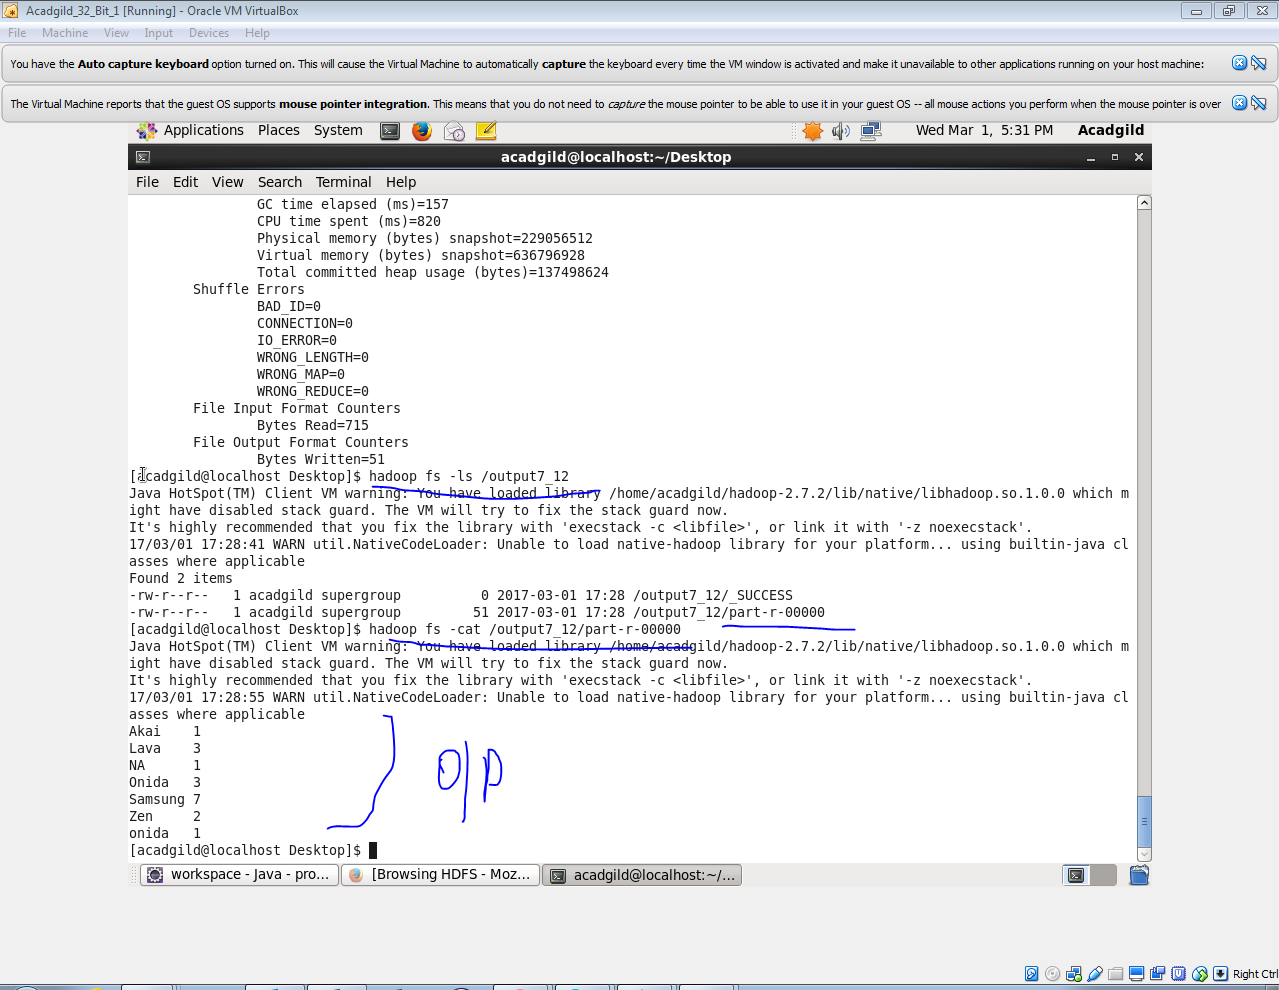 Acadgild_32_Bit_1 [Running] - Oracle VM VirtualBox
File Machine View Input Devices Help
You have the Auto capture keyboard option turned on. This will cause the Virtual Machine to automatically capture the keyboard every time the VM window is activated and make it unavailable to other applications running on your host machine:
The Virtual Machine reports that the guest OS supports mouse pointer integration. This means that you do not need to capture the mouse pointer to be able to use it in your guest OS -- all mouse actions you perform when the mouse pointer is over
Applications Places System Wed Mar 1, 5:31 PM Acadgild
acadgild@localhost:~/Desktop
File Edit View Search Terminal Help
GC time elapsed (ms)=157
CPU time spent (ms)=820
Physical memory (bytes) snapshot=229056512
Virtual memory (bytes) snapshot=636796928
Total committed heap usage (bytes)=137498624
Shuffle Errors
BAD_ID=0
CONNECTION=0
IO_ERROR=0
WRONG_LENGTH=0
WRONG_MAP=0
WRONG_REDUCE=0
File Input Format Counters
Bytes Read=715
File Output Format Counters
Bytes Written=51
[acadgild@localhost Desktop]$ hadoop fs -ls /output7_12
Java HotSpot(TM) Client VM warning: You have loaded library /home/acadgild/hadoop-2.7.2/lib/native/libhadoop.so.1.0.0 which m
ight have disabled stack guard. The VM will try to fix the stack guard now.
It's highly recommended that you fix the library with 'execstack -c <libfile>', or link it with '-z noexecstack'.
17/03/01 17:28:41 WARN util.NativeCodeLoader: Unable to load native-hadoop library for your platform... using builtin-java cl
asses where applicable
Found 2 items
-rw-r--r-- 1 acadgild supergroup 0 2017-03-01 17:28 /output7_12/_SUCCESS
-rw-r--r-- 1 acadgild supergroup 51 2017-03-01 17:28 /output7_12/part-r-00000
[acadgild@localhost Desktop]$ hadoop fs -cat /output7_12/part-r-00000
Java HotSpot(TM) Client VM warning: You have loaded library /home/acadgild/hadoop-2.7.2/lib/native/libhadoop.so.1.0.0 which m
ight have disabled stack guard. The VM will try to fix the stack guard now.
It's highly recommended that you fix the library with 'execstack -c <libfile>', or link it with '-z noexecstack'.
17/03/01 17:28:55 WARN util.NativeCodeLoader: Unable to load native-hadoop library for your platform... using builtin-java cl
asses where applicable
Akai 1
Lava 3
NA 1
Onida 3
Samsung 7
Zen 2
onida 1
O|P
[acadgild@localhost Desktop]$
workspace - Java - pro... [Browsing HDFS - Moz... acadgild@localhost:~/...
Right Ctrl